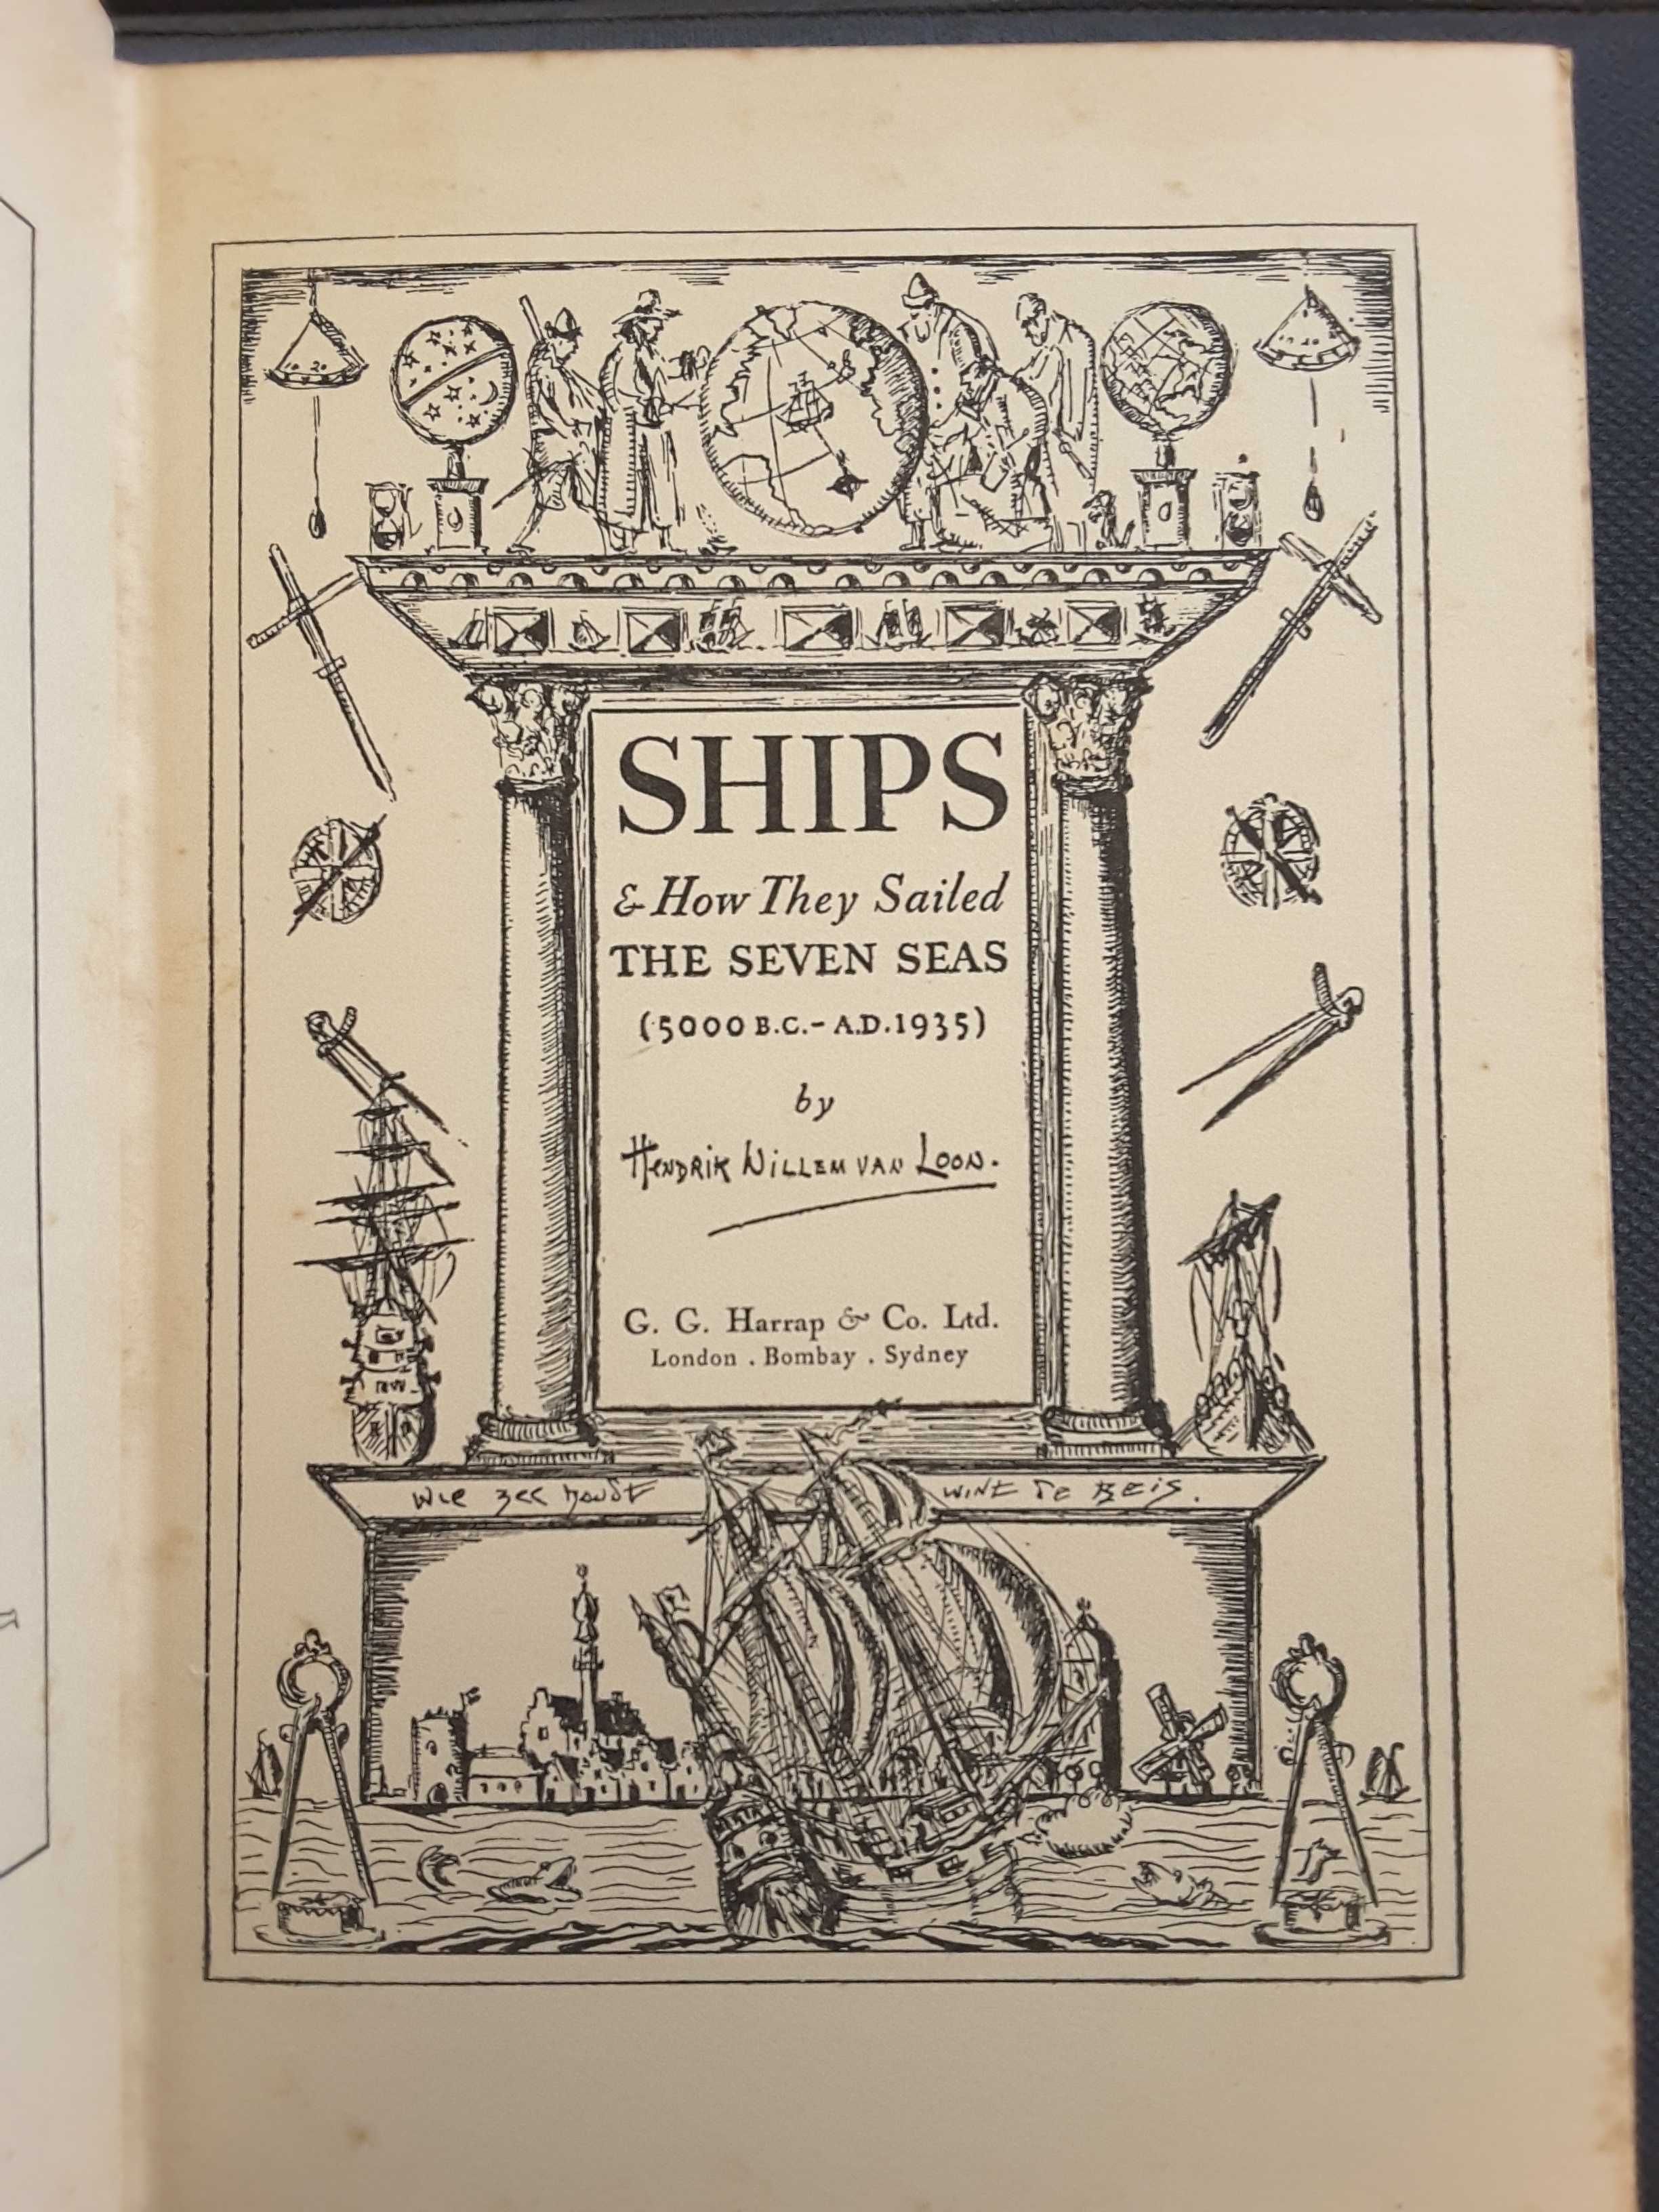 SHIPS
& How They Sailed
THE SEVEN SEAS
(5000 B.C.- A.D. 1935)
by
HENDRIK WILLEM VAN LOON.
G. G. Harrap & Co. Ltd.
London . Bombay . Sydney
Wie zee houdt wint de Reis.